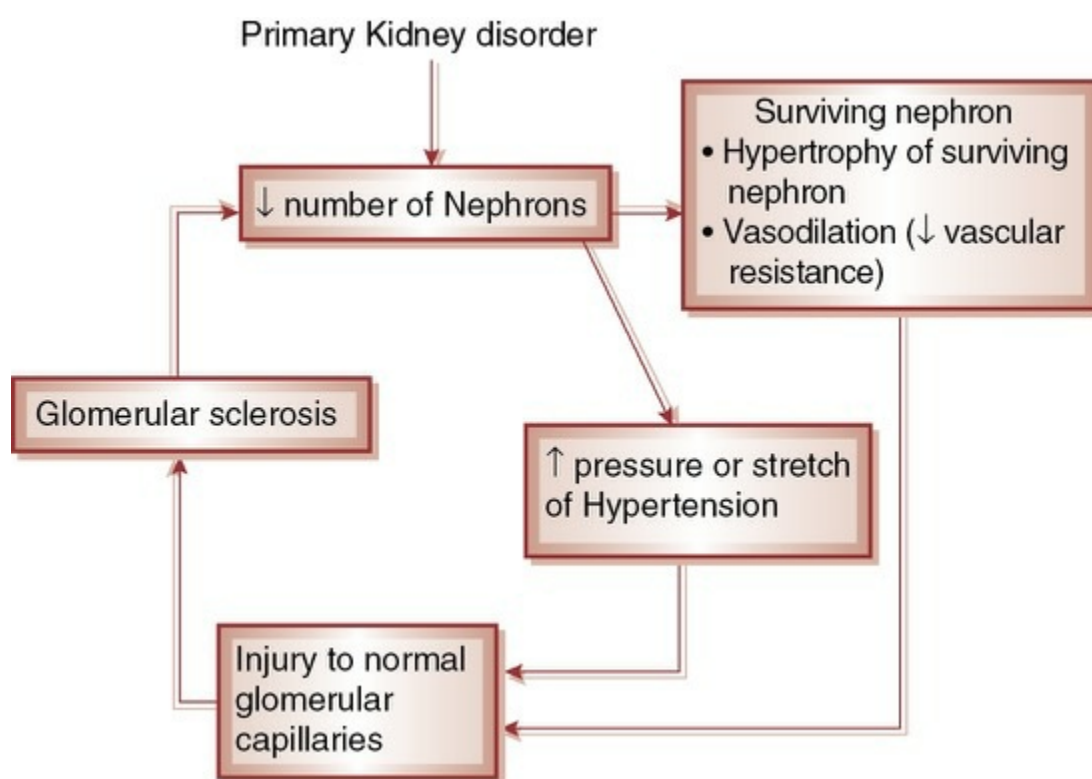 Primary Kidney disorder
↓ number of Nephrons
Surviving nephron
• Hypertrophy of surviving
nephron
• Vasodilation (↓ vascular
resistance)
Glomerular sclerosis
↑ pressure or stretch
of Hypertension
Injury to normal
glomerular
capillaries